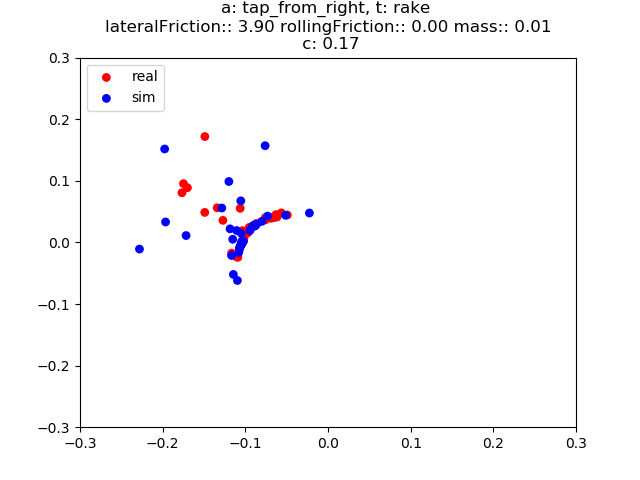 a: tap_from_right, t: rake
lateralFriction:: 3.90 rollingFriction:: 0.00 mass:: 0.01
c: 0.17
real
sim
0.3
0.2
0.1
0.0
−0.1
−0.2
−0.3
−0.3
−0.2
−0.1
0.0
0.1
0.2
0.3